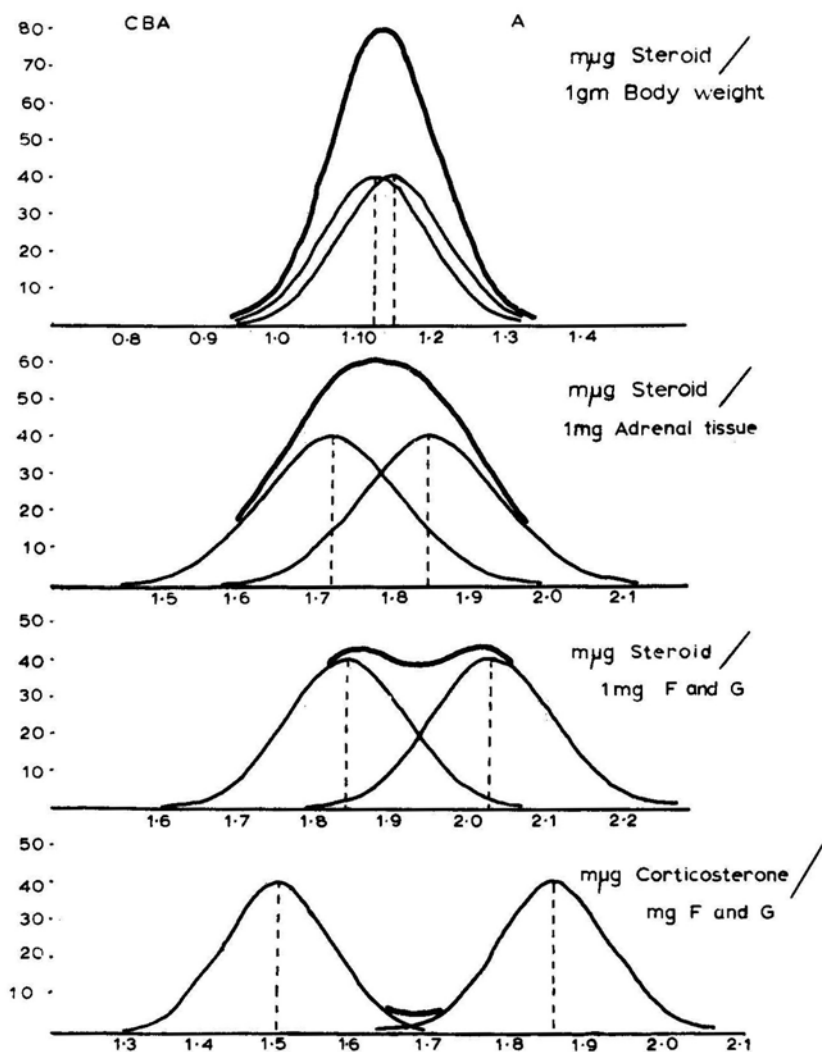 CBA A
80
70
60
50
40
30
20
10
mµg Steroid /
1gm Body weight
0·8 0·9 1·0 1·10 1·2 1·3 1·4
60
50
40
30
20
10
mµg Steroid /
1mg Adrenal tissue
1·5 1·6 1·7 1·8 1·9 2·0 2·1
50
40
30
20
10
mµg Steroid /
1mg F and G
1·6 1·7 1·8 1·9 2·0 2·1 2·2
50
40
30
20
10
mµg Corticosterone /
mg F and G
1·3 1·4 1·5 1·6 1·7 1·8 1·9 2·0 2·1